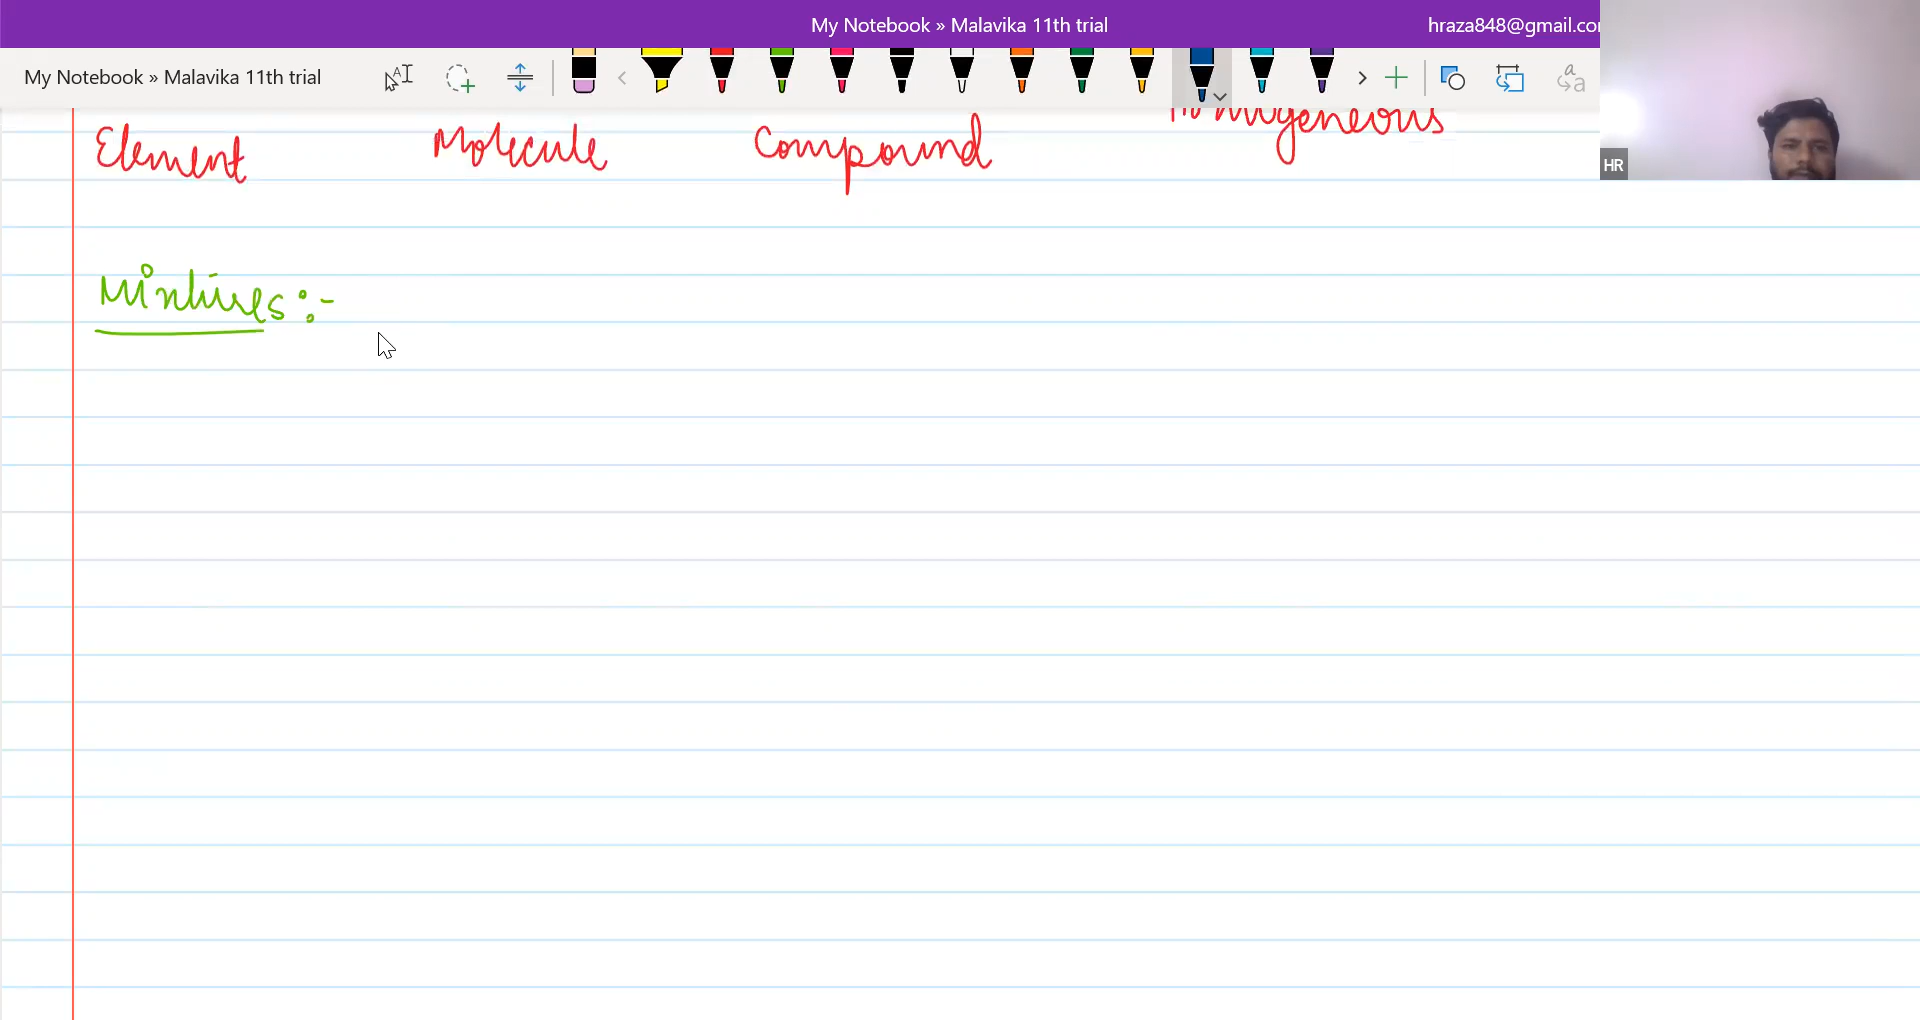 My Notebook » Malavika 11th trial
hraza848@gmail.co
My Notebook » Malavika 11th trial
HR
Element Molecule Compound
Mixtures :-